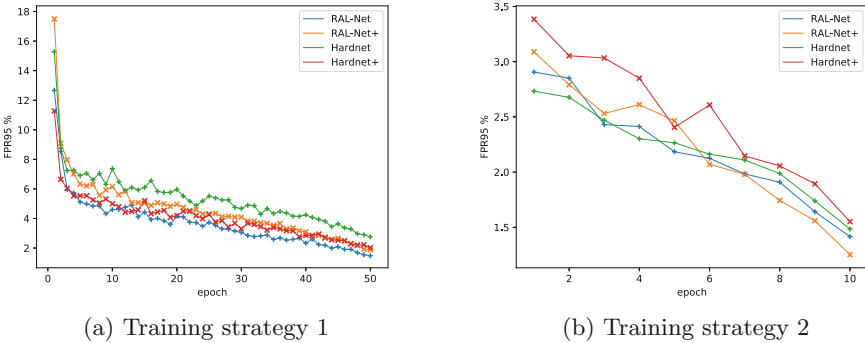 18
16
14
12
10
8
6
4
2
FPR95 %
0
10
20
30
40
50
epoch
RAL-Net
RAL-Net+
Hardnet
Hardnet+
(a) Training strategy 1
3.5
3.0
2.5
2.0
1.5
FPR95 %
2
4
6
8
10
epoch
RAL-Net
RAL-Net+
Hardnet
Hardnet+
(b) Training strategy 2